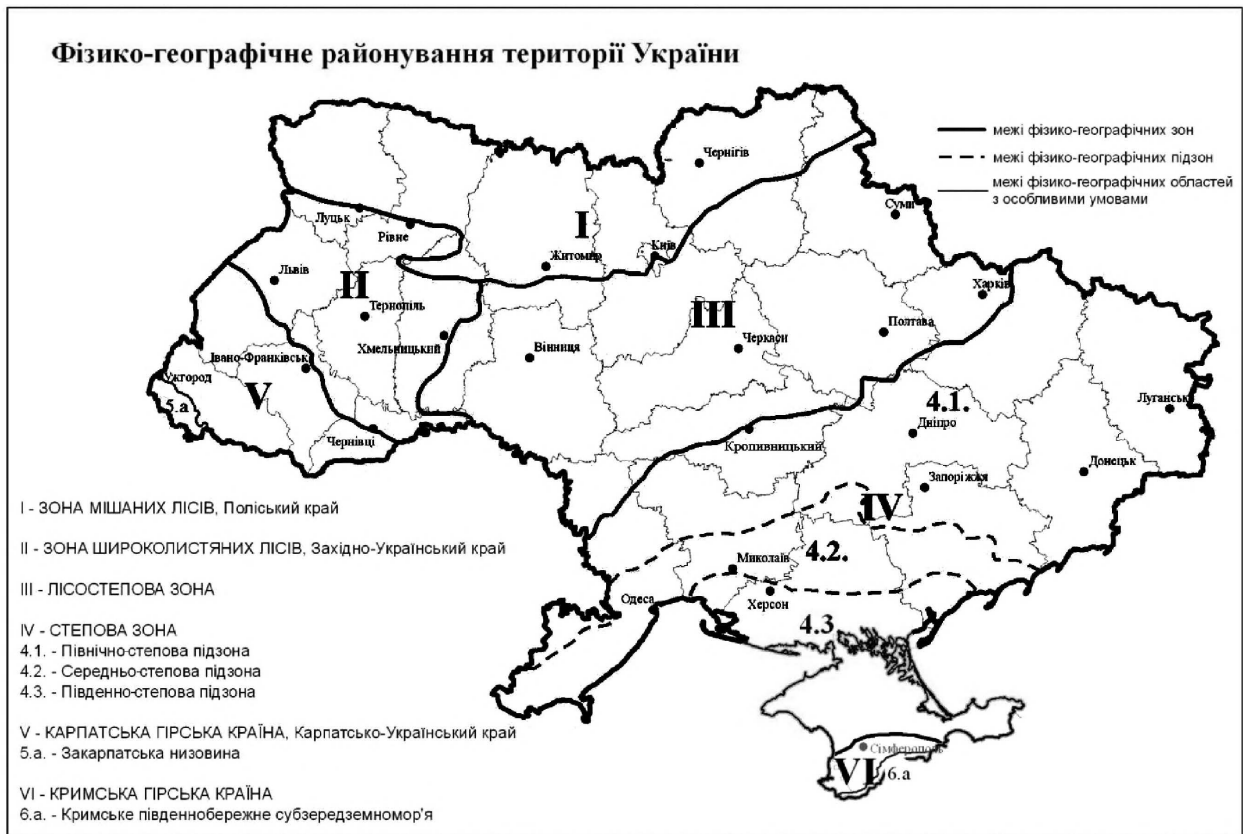 Фізико-географічне районування території України
межі фізико-географічних зон
межі фізико-географічних підзон
межі фізико-географічних областей
з особливими умовами
Чернігів
Суми
Луцьк
Рівне
I
Київ
Житомир
Львів
II
Тернопіль
Хмельницький
III
Харків
Полтава
Черкаси
Вінниця
Івано-Франківськ
Ужгород
V
5.а
Чернівці
4.1.
Дніпро
Луганськ
Кропивницький
Донецьк
Запоріжжя
IV
4.2.
Миколаїв
Одеса
Херсон
4.3
Сімферополь
VI
6.а
I - ЗОНА МІШАНИХ ЛІСІВ, Поліський край
II - ЗОНА ШИРОКОЛИСТЯНИХ ЛІСІВ, Західно-Український край
III - ЛІСОСТЕПОВА ЗОНА
IV - СТЕПОВА ЗОНА
4.1. - Північно-степова підзона
4.2. - Середньо-степова підзона
4.3. - Південно-степова підзона
V - КАРПАТСЬКА ГІРСЬКА КРАЇНА, Карпатсько-Український край
5.а. - Закарпатська низовина
VI - КРИМСЬКА ГІРСЬКА КРАЇНА
6.а. - Кримське південнобережне субзередземномор'я